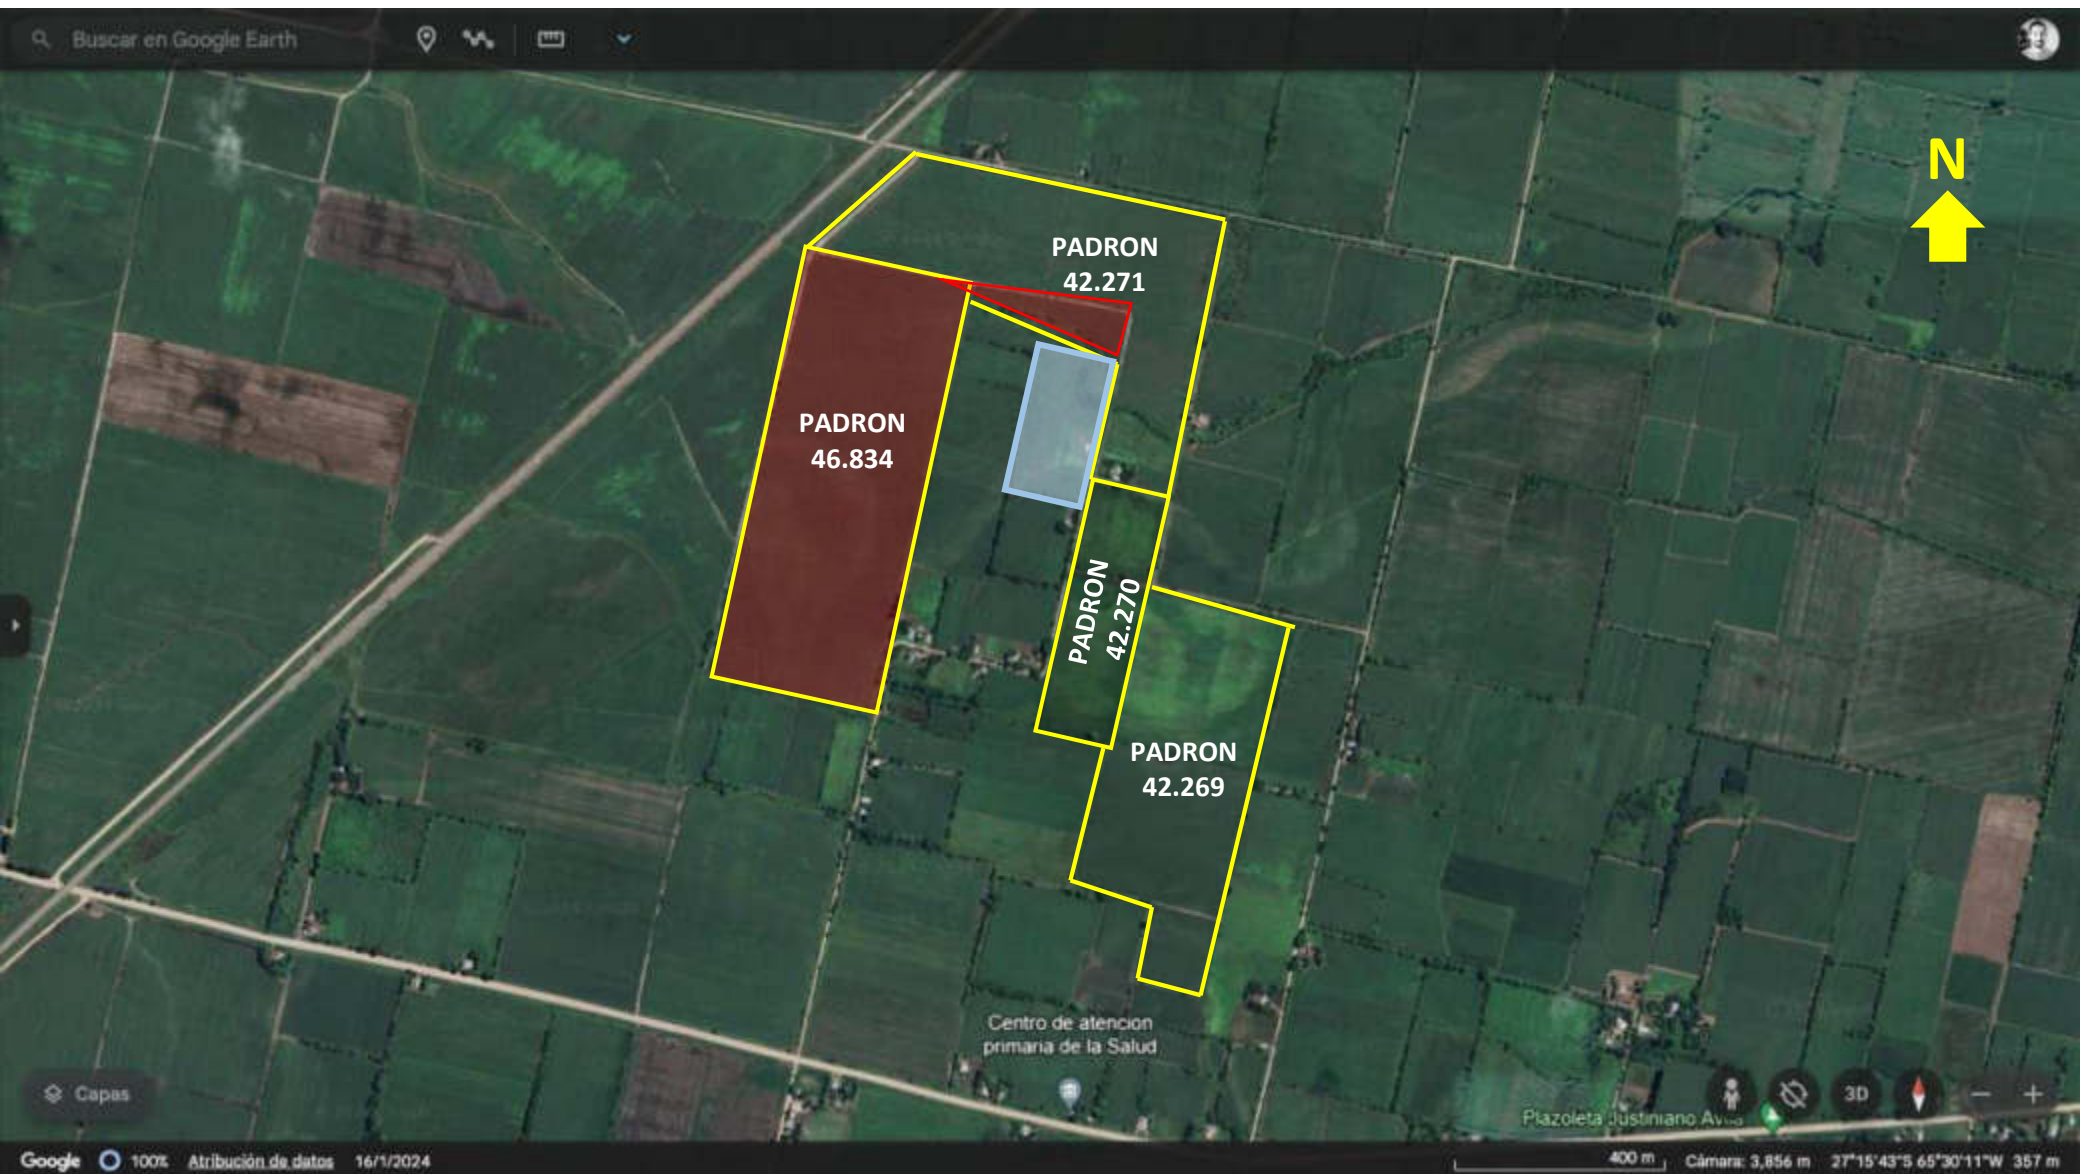 Buscar en Google Earth
N
PADRON
42.271
PADRON
46.834
PADRON
42.270
PADRON
42.269
Centro de atencion
primaria de la Salud
Capas
3D
Plazoleta Justiniano Avila
Google 100% Atribución de datos 16/1/2024 400 m Cámara: 3,856 m 27°15'43"S 65°30'11"W 357 m